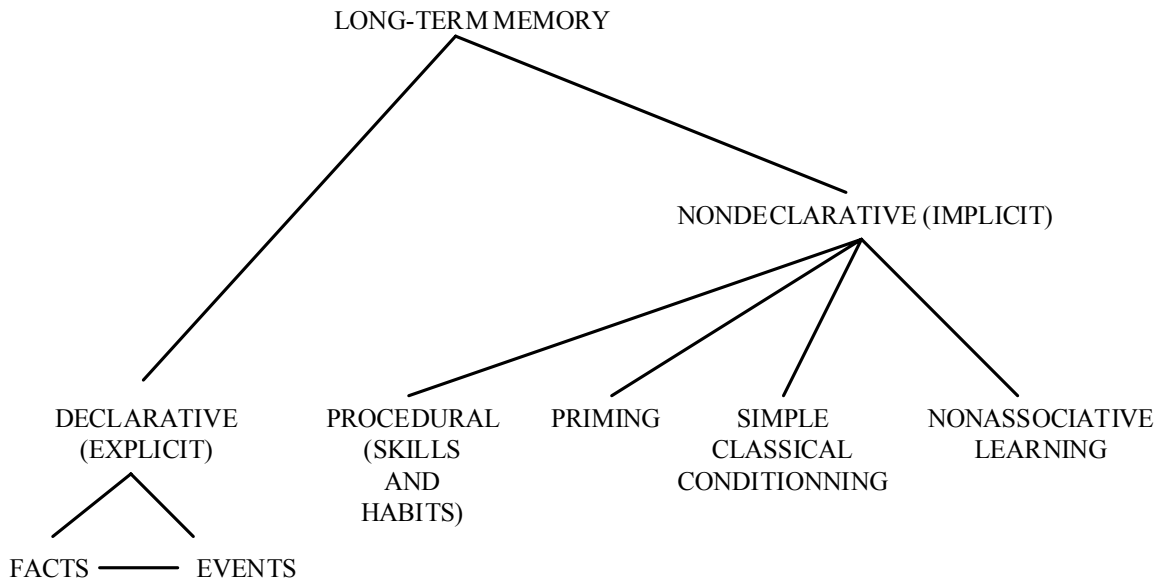 LONG-TERM MEMORY
NONDECLARATIVE (IMPLICIT)
DECLARATIVE
(EXPLICIT)
PROCEDURAL
(SKILLS
AND
HABITS)
PRIMING
SIMPLE
CLASSICAL
CONDITIONNING
NONASSOCIATIVE
LEARNING
FACTS
EVENTS